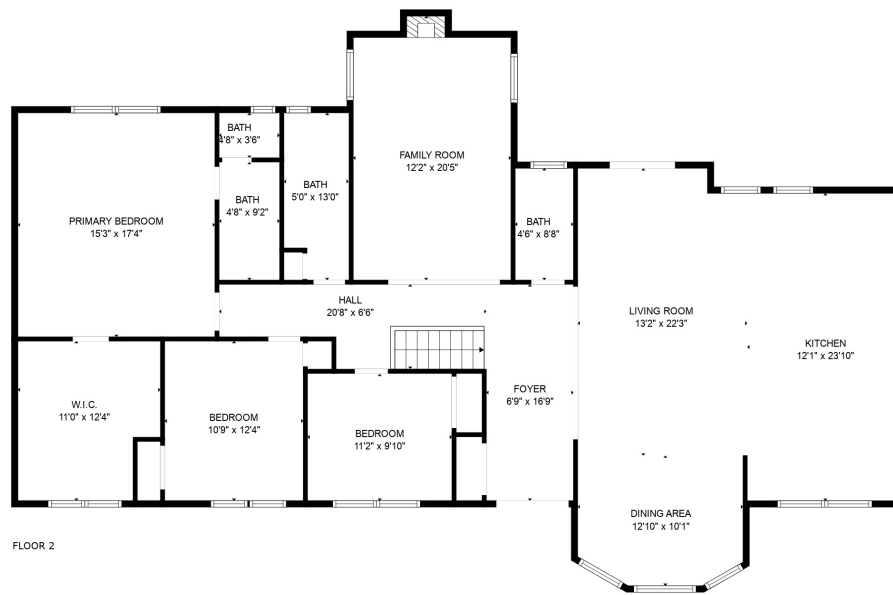 BATH
4'8" x 3'6"
FAMILY ROOM
12'2" x 20'5"
BATH
5'0" x 13'0"
BATH
4'8" x 9'2"
PRIMARY BEDROOM
15'3" x 17'4"
BATH
4'6" x 8'8"
HALL
20'8" x 6'6"
LIVING ROOM
13'2" x 22'3"
KITCHEN
12'1" x 23'10"
FOYER
6'9" x 16'9"
W.I.C.
11'0" x 12'4"
BEDROOM
10'9" x 12'4"
BEDROOM
11'2" x 9'10"
DINING AREA
12'10" x 10'1"
FLOOR 2